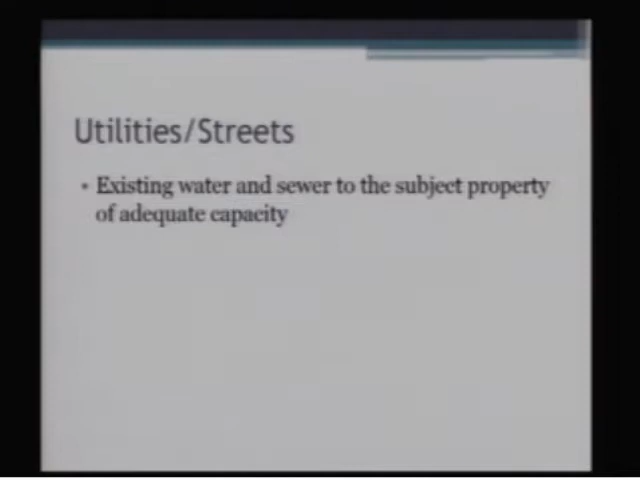 Utilities/Streets
• Existing water and sewer to the subject property
of adequate capacity